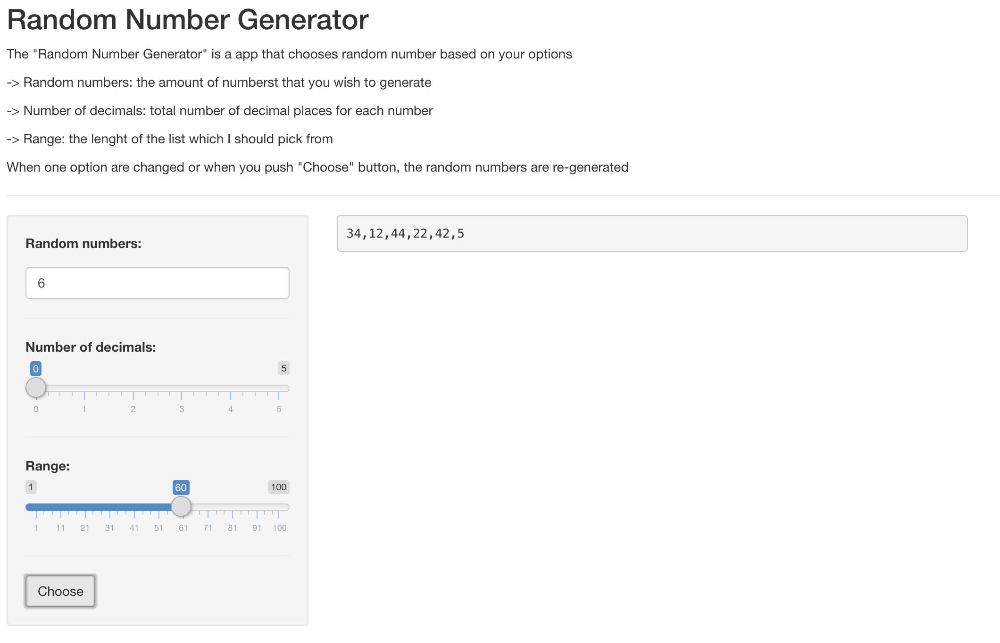 Random Number Generator
The "Random Number Generator" is a app that chooses random number based on your options
-> Random numbers: the amount of numberst that you wish to generate
-> Number of decimals: total number of decimal places for each number
-> Range: the lenght of the list which I should pick from
When one option are changed or when you push "Choose" button, the random numbers are re-generated
Random numbers:
6
Number of decimals:
0 5
0 1 2 3 4 5
Range:
1 60 100
1 11 21 31 41 51 61 71 81 91 100
Choose
34,12,44,22,42,5